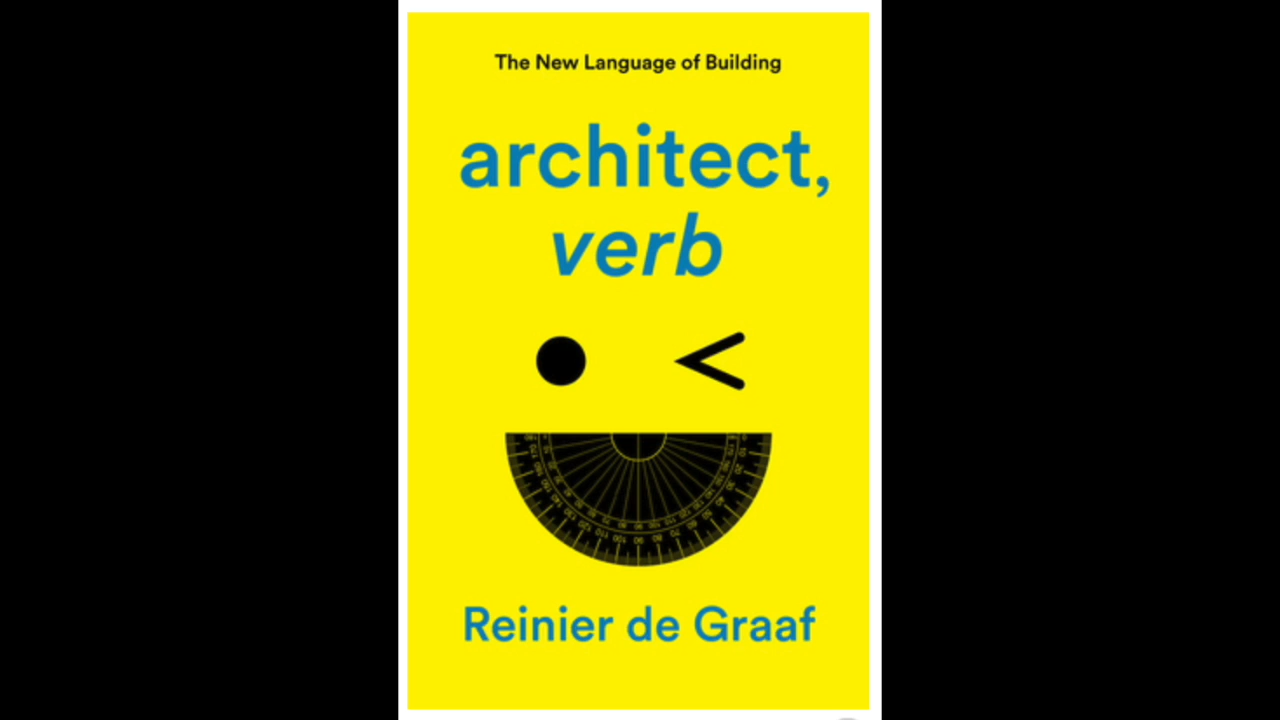 The New Language of Building
architect,
verb
Reinier de Graaf